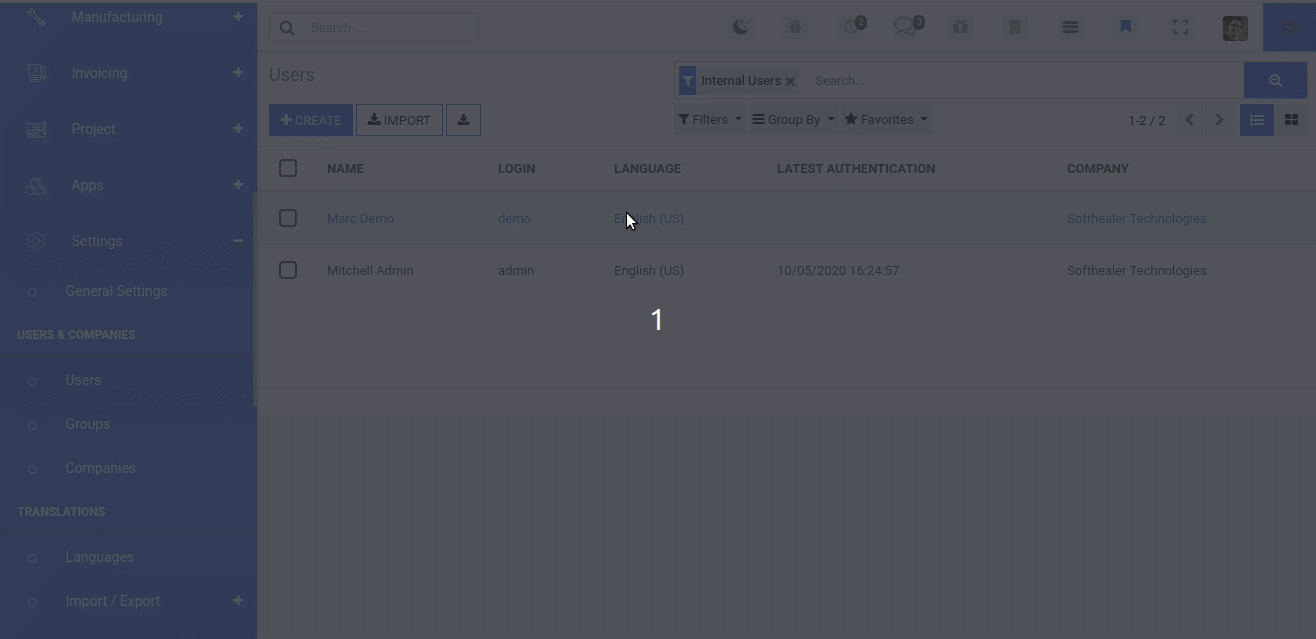 Manufacturing
Invoicing
Project
Apps
Settings
General Settings
USERS & COMPANIES
Users
Groups
Companies
TRANSLATIONS
Languages
Import / Export
Search ...
2
3
Users
Internal Users
Search...
CREATE
IMPORT
Filters
Group By
Favorites
1-2 / 2
NAME LOGIN LANGUAGE LATEST AUTHENTICATION COMPANY
Marc Demo demo English (US) Softhealer Technologies
Mitchell Admin admin English (US) 10/05/2020 16:24:57 Softhealer Technologies
1